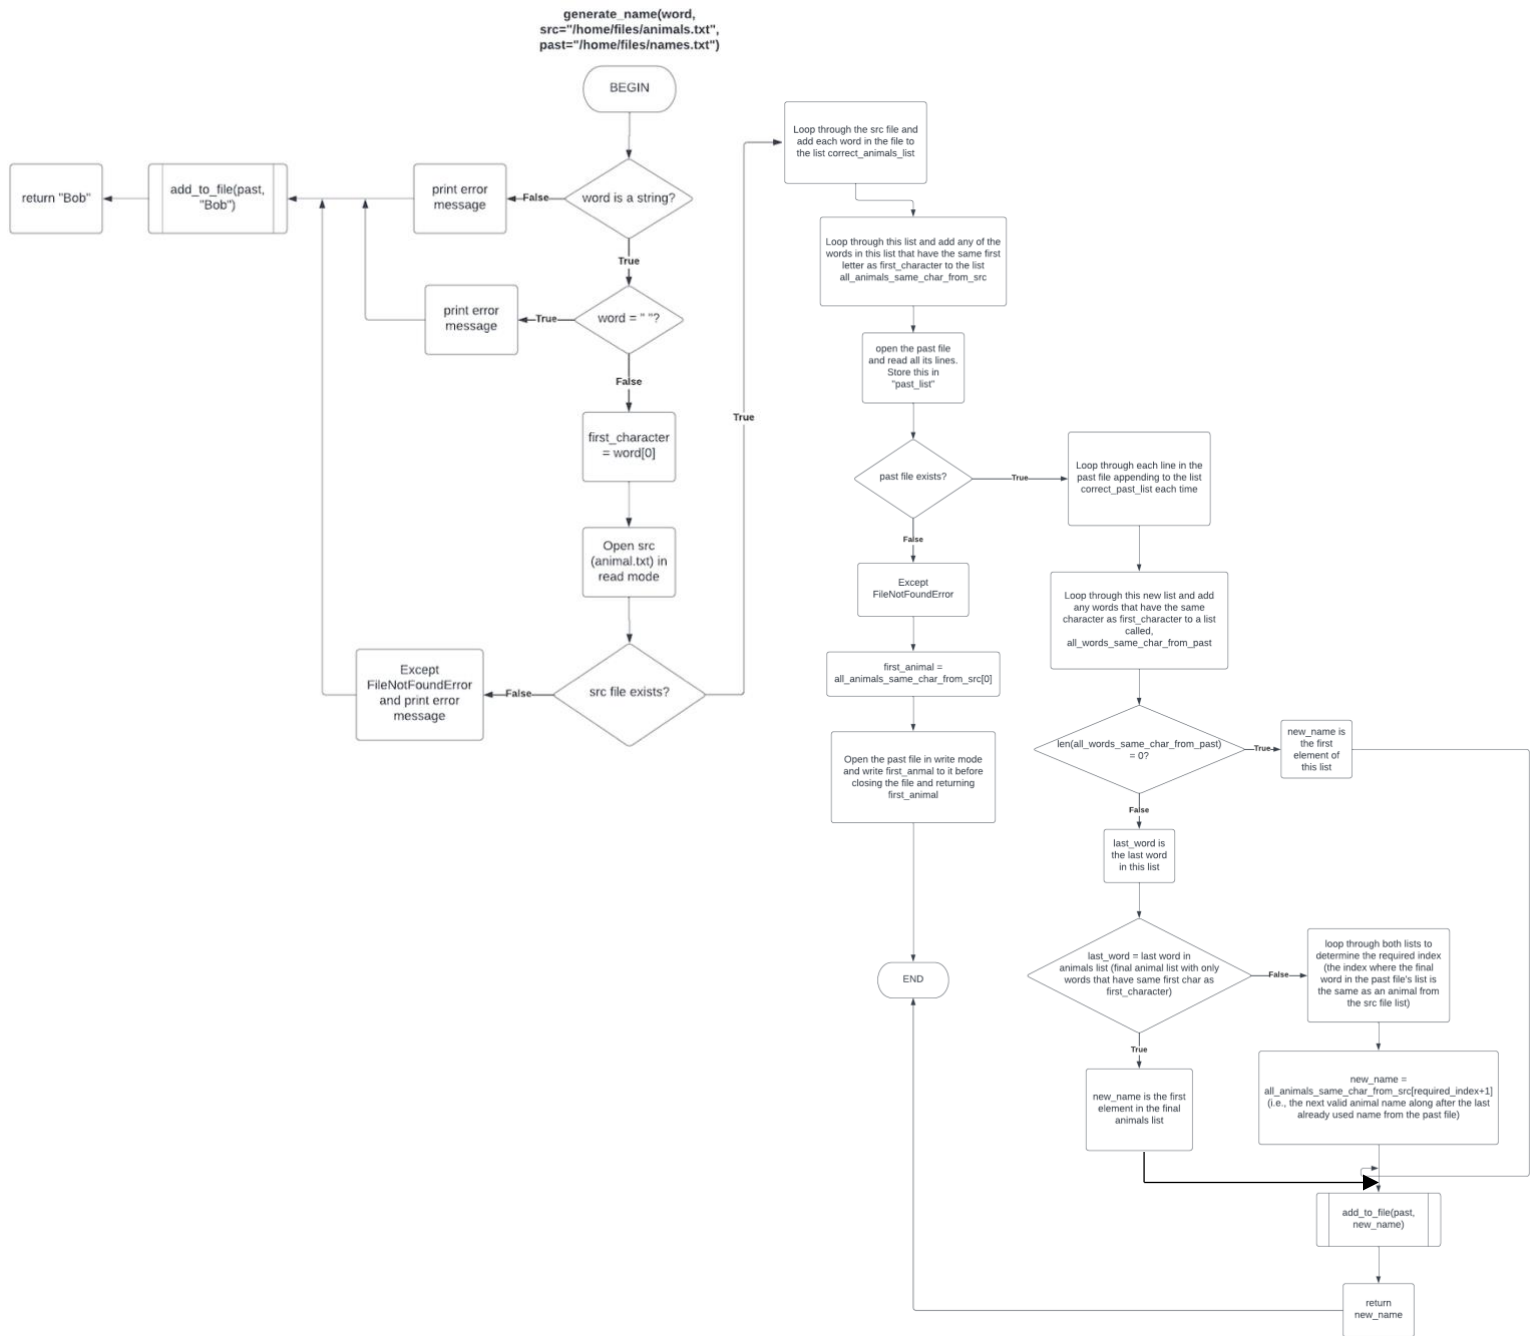 generate_name(word,
src="/home/files/animals.txt",
past="/home/files/names.txt")
BEGIN
word is a string?
False
print error
message
add_to_file(past,
"Bob")
return "Bob"
True
word = " "?
True
print error
message
False
first_character
= word[0]
Open src
(animal.txt) in
read mode
src file exists?
False
Except
FileNotFoundError
and print error
message
True
Loop through the src file and
add each word in the file to
the list correct_animals_list
Loop through this list and add any of the
words in this list that have the same first
letter as first_character to the list
all_animals_same_char_from_src
open the past file
and read all its lines.
Store this in
"past_list"
past file exists?
False
Except
FileNotFoundError
first_animal =
all_animals_same_char_from_src[0]
Open the past file in write mode
and write first_anmal to it before
closing the file and returning
first_animal
END
True
Loop through each line in the
past file appending to the list
correct_past_list each time
Loop through this new list and add
any words that have the same
character as first_character to a list
called,
all_words_same_char_from_past
len(all_words_same_char_from_past)
= 0?
True
new_name is
the first
element of
this list
False
last_word is
the last word
in this list
last_word = last word in
animals list (final animal list with only
words that have same first char as
first_character)
False
loop through both lists to
determine the required index
(the index where the final
word in the past file's list is
the same as an animal from
the src file list)
True
new_name is the first
element in the final
animals list
new_name =
all_animals_same_char_from_src[required_index+1]
(i.e., the next valid animal name along after the last
already used name from the past file)
add_to_file(past,
new_name)
return
new_name